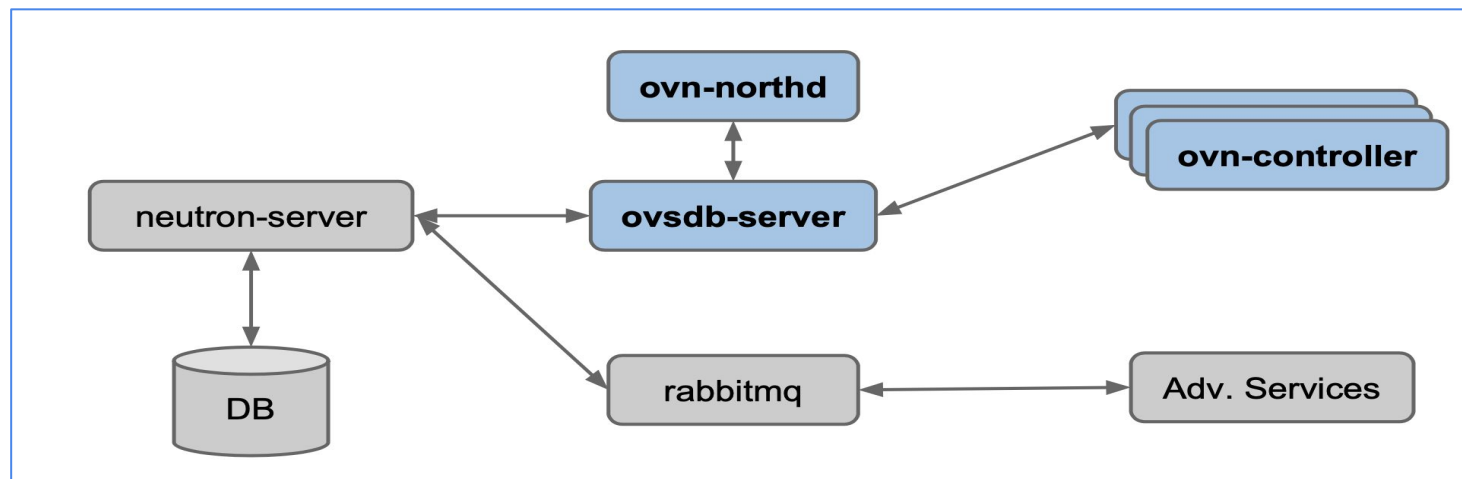 ovn-northd
ovn-controller
neutron-server
ovsdb-server
rabbitmq
Adv. Services
DB